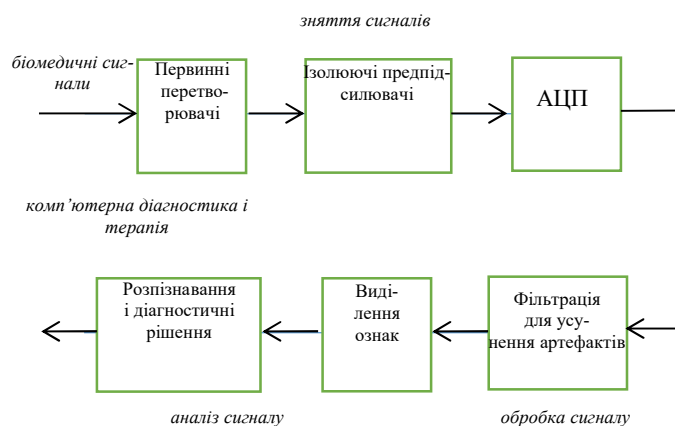 зняття сигналів
біомедичні сиг-
нали
Первинні
перетво-
рювачі
Ізолюючі предпід-
силювачі
АЦП
комп’ютерна діагностика і
терапія
Розпізнавання
і діагностичні
рішення
Виді-
лення
ознак
Фільтрація
для усу-
нення артефактів
аналіз сигналу
обробка сигналу